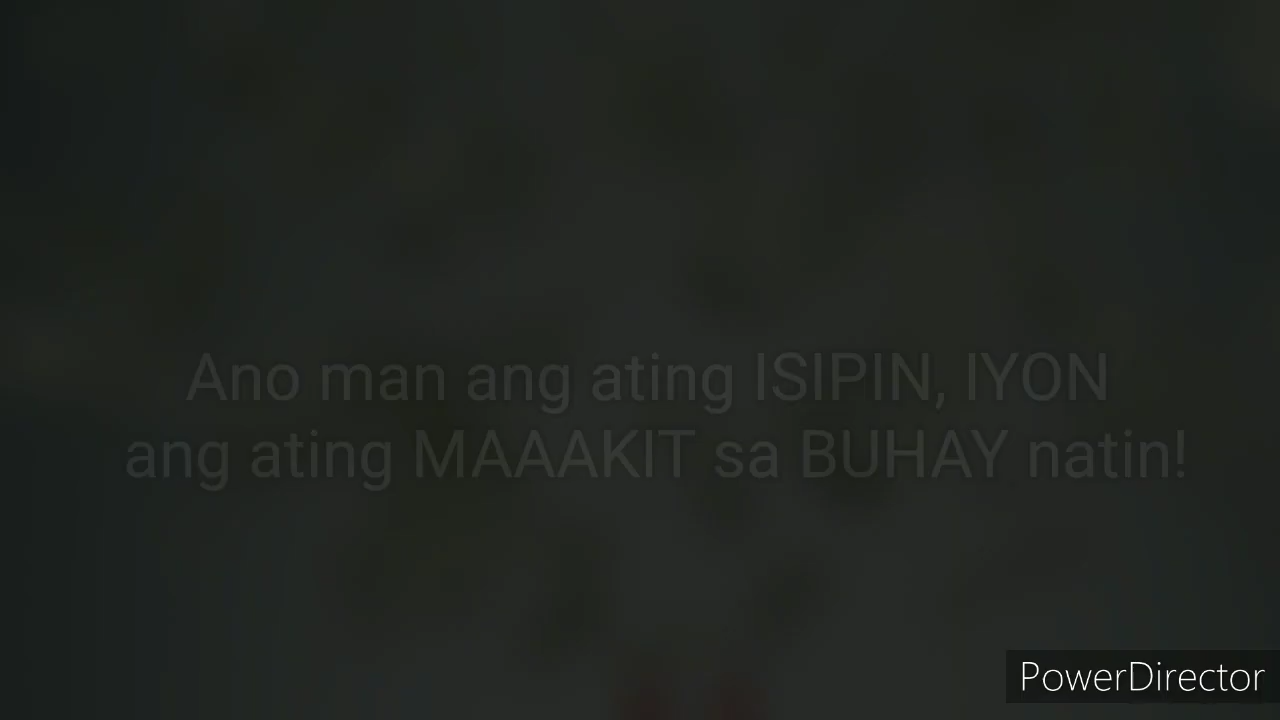 Ano man ang ating ISIPIN, IYON
ang ating MAAAKIT sa BUHAY natin!
PowerDirector